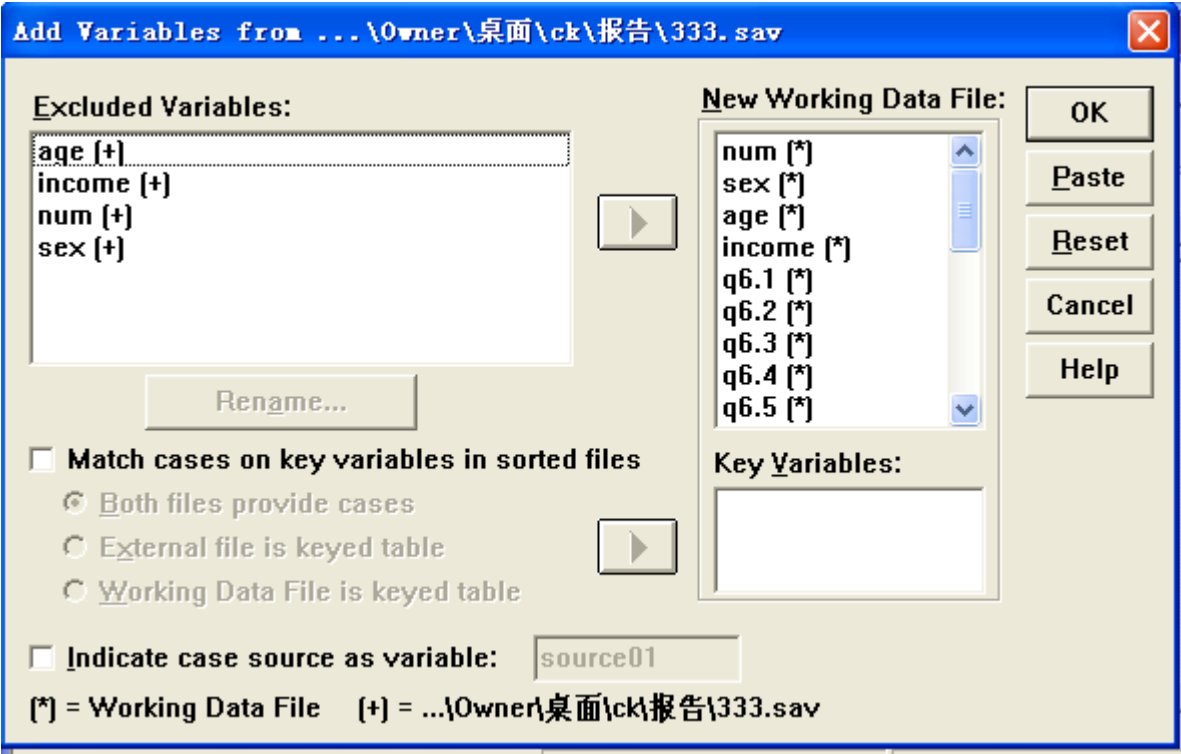 Add Variables from ...\Owner\桌面\ck\报告\333.sav
Excluded Variables:
age (+)
income (+)
num (+)
sex (+)
Rename...
New Working Data File:
num (*)
sex (*)
age (*)
income (*)
q6.1 (*)
q6.2 (*)
q6.3 (*)
q6.4 (*)
q6.5 (*)
OK
Paste
Reset
Cancel
Help
Match cases on key variables in sorted files
Both files provide cases
External file is keyed table
Working Data File is keyed table
Key Variables:
Indicate case source as variable: source01
(*) = Working Data File (+) = ...\Owner\桌面\ck\报告\333.sav